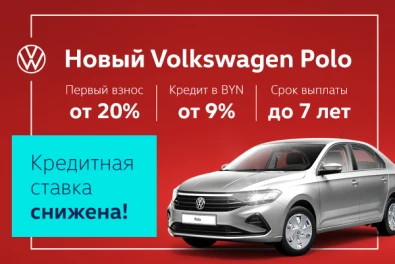 Новый Volkswagen Polo
Первый взнос
от 20%
Кредит в BYN
от 9%
Срок выплаты
до 7 лет
Кредитная
ставка
снижена!
Polo